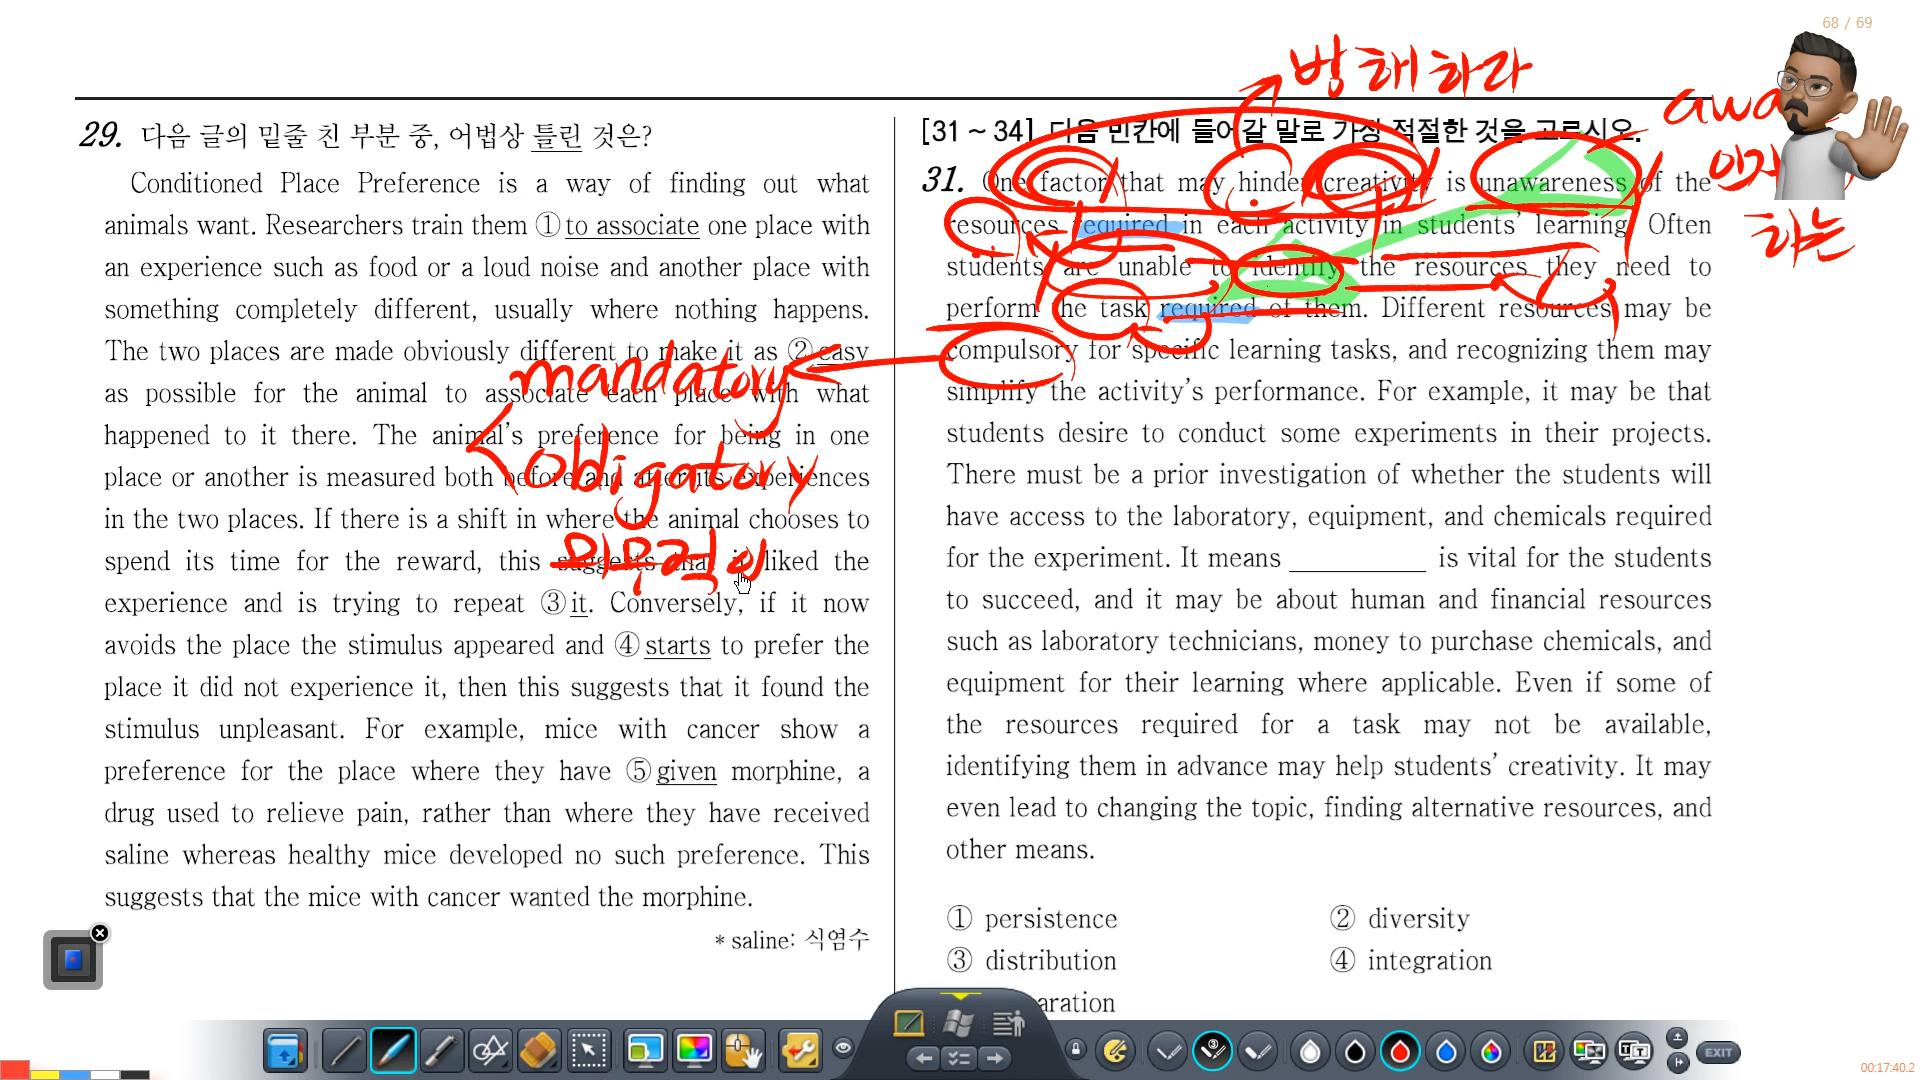 68 / 69
방해하라
29. 다음 글의 밑줄 친 부분 중, 어법상 틀린 것은?
Conditioned Place Preference is a way of finding out what
animals want. Researchers train them ① to associate one place with
an experience such as food or a loud noise and another place with
something completely different, usually where nothing happens.
The two places are made obviously different to make it as ② easy
as possible for the animal to associate each place with what
happened to it there. The animal's preference for being in one
place or another is measured both before and after its experiences
in the two places. If there is a shift in where the animal chooses to
spend its time for the reward, this suggests that it liked the
experience and is trying to repeat ③ it. Conversely, if it now
avoids the place the stimulus appeared and ④ starts to prefer the
place it did not experience it, then this suggests that it found the
stimulus unpleasant. For example, mice with cancer show a
preference for the place where they have ⑤ given morphine, a
drug used to relieve pain, rather than where they have received
saline whereas healthy mice developed no such preference. This
suggests that the mice with cancer wanted the morphine.
* saline: 식염수
mandatory
obligatory
의무적인
[31 ~ 34] 다음 빈칸에 들어갈 말로 가장 적절한 것을 고르시오.
31. One factor that may hinder creativity is unawareness of the
resources required in each activity in students' learning. Often
students are unable to identify the resources they need to
perform the task required of them. Different resources may be
compulsory for specific learning tasks, and recognizing them may
simplify the activity's performance. For example, it may be that
students desire to conduct some experiments in their projects.
There must be a prior investigation of whether the students will
have access to the laboratory, equipment, and chemicals required
for the experiment. It means __________ is vital for the students
to succeed, and it may be about human and financial resources
such as laboratory technicians, money to purchase chemicals, and
equipment for their learning where applicable. Even if some of
the resources required for a task may not be available,
identifying them in advance may help students' creativity. It may
even lead to changing the topic, finding alternative resources, and
other means.
① persistence ② diversity
③ distribution ④ integration
aration
하는
EXIT
00:17:40.2